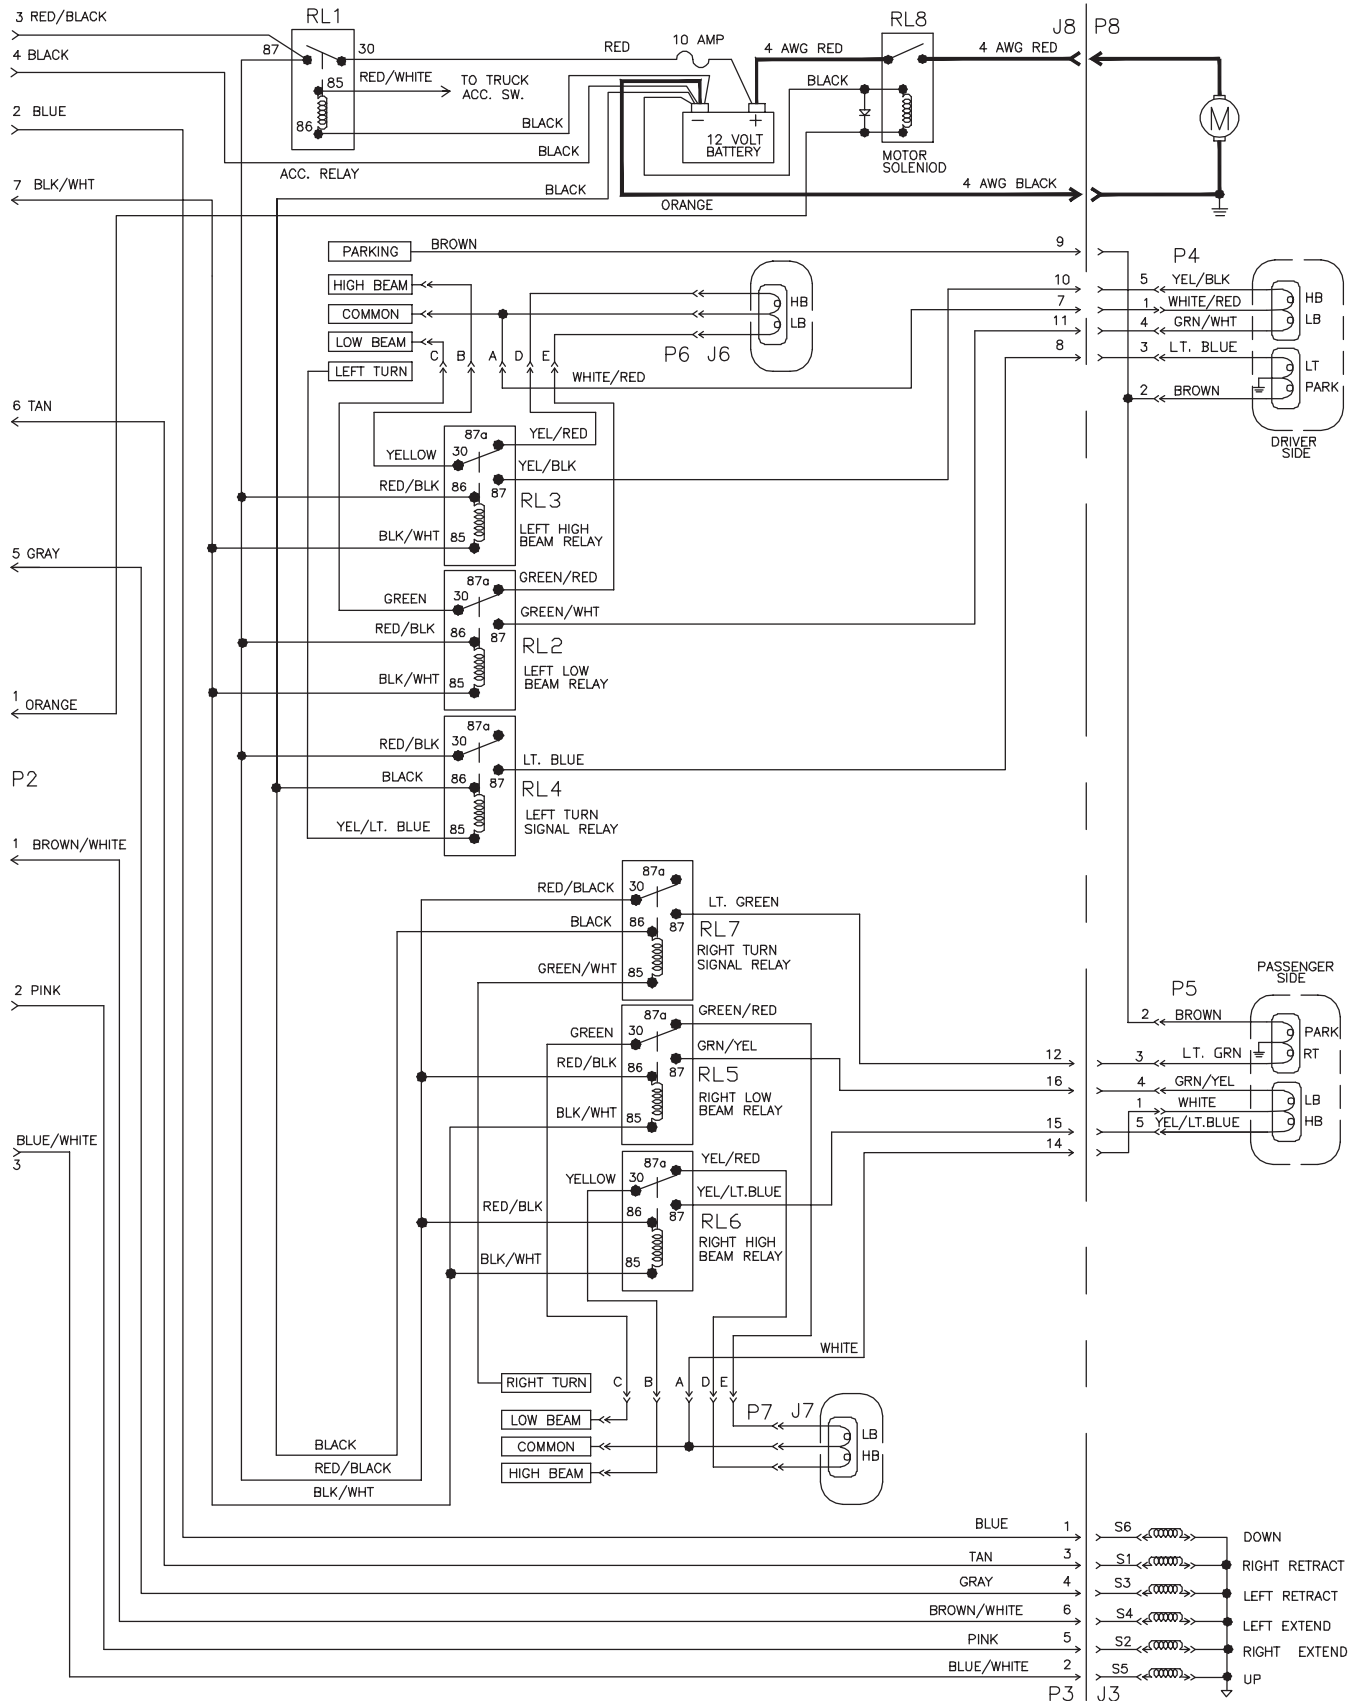 3 RED/BLACK
RL1
RL8
J8 P8
87
30
RED
10 AMP
4 AWG RED
4 AWG RED
4 BLACK
85
RED/WHITE
TO TRUCK
ACC. SW.
BLACK
2 BLUE
86
BLACK
− +
12 VOLT
BATTERY
M
BLACK
MOTOR
SOLENIOD
ACC. RELAY
7 BLK/WHT
BLACK
4 AWG BLACK
ORANGE
PARKING
BROWN
9
P4
HIGH BEAM
10
5 YEL/BLK
HB
HB
COMMON
7
1 WHITE/RED
LB
LB
11
4 GRN/WHT
LOW BEAM
C B A D E
P6 J6
8
3 LT. BLUE
LEFT TURN
WHITE/RED
LT
PARK
2 BROWN
6 TAN
DRIVER
SIDE
87a
YEL/RED
YELLOW
30
YEL/BLK
RED/BLK
86
87
RL3
BLK/WHT
85
LEFT HIGH
BEAM RELAY
5 GRAY
87a
GREEN/RED
GREEN
30
GREEN/WHT
RED/BLK
86
87
RL2
BLK/WHT
85
LEFT LOW
BEAM RELAY
1 ORANGE
87a
RED/BLK
30
LT. BLUE
P2
BLACK
86
87
RL4
YEL/LT. BLUE
85
LEFT TURN
SIGNAL RELAY
1 BROWN/WHITE
87a
RED/BLACK
30
LT. GREEN
BLACK
86
87
RL7
RIGHT TURN
SIGNAL RELAY
GREEN/WHT
85
PASSENGER
SIDE
2 PINK
P5
87a
GREEN/RED
2 BROWN
GREEN
30
GRN/YEL
PARK
RED/BLK
86
87
RL5
12
3 LT. GRN
RT
16
4 GRN/YEL
RIGHT LOW
BEAM RELAY
BLK/WHT
85
1 WHITE
LB
15
5 YEL/LT.BLUE
HB
BLUE/WHITE
3
14
87a
YEL/RED
YELLOW
30
YEL/LT.BLUE
RED/BLK
86
87
RL6
RIGHT HIGH
BEAM RELAY
BLK/WHT
85
WHITE
RIGHT TURN
C B A D E
P7 J7
LOW BEAM
LB
BLACK
COMMON
HB
RED/BLACK
HIGH BEAM
BLK/WHT
BLUE 1 S6 DOWN
TAN 3 S1 RIGHT RETRACT
GRAY 4 S3 LEFT RETRACT
BROWN/WHITE 6 S4 LEFT EXTEND
PINK 5 S2 RIGHT EXTEND
BLUE/WHITE 2 S5 UP
P3 J3